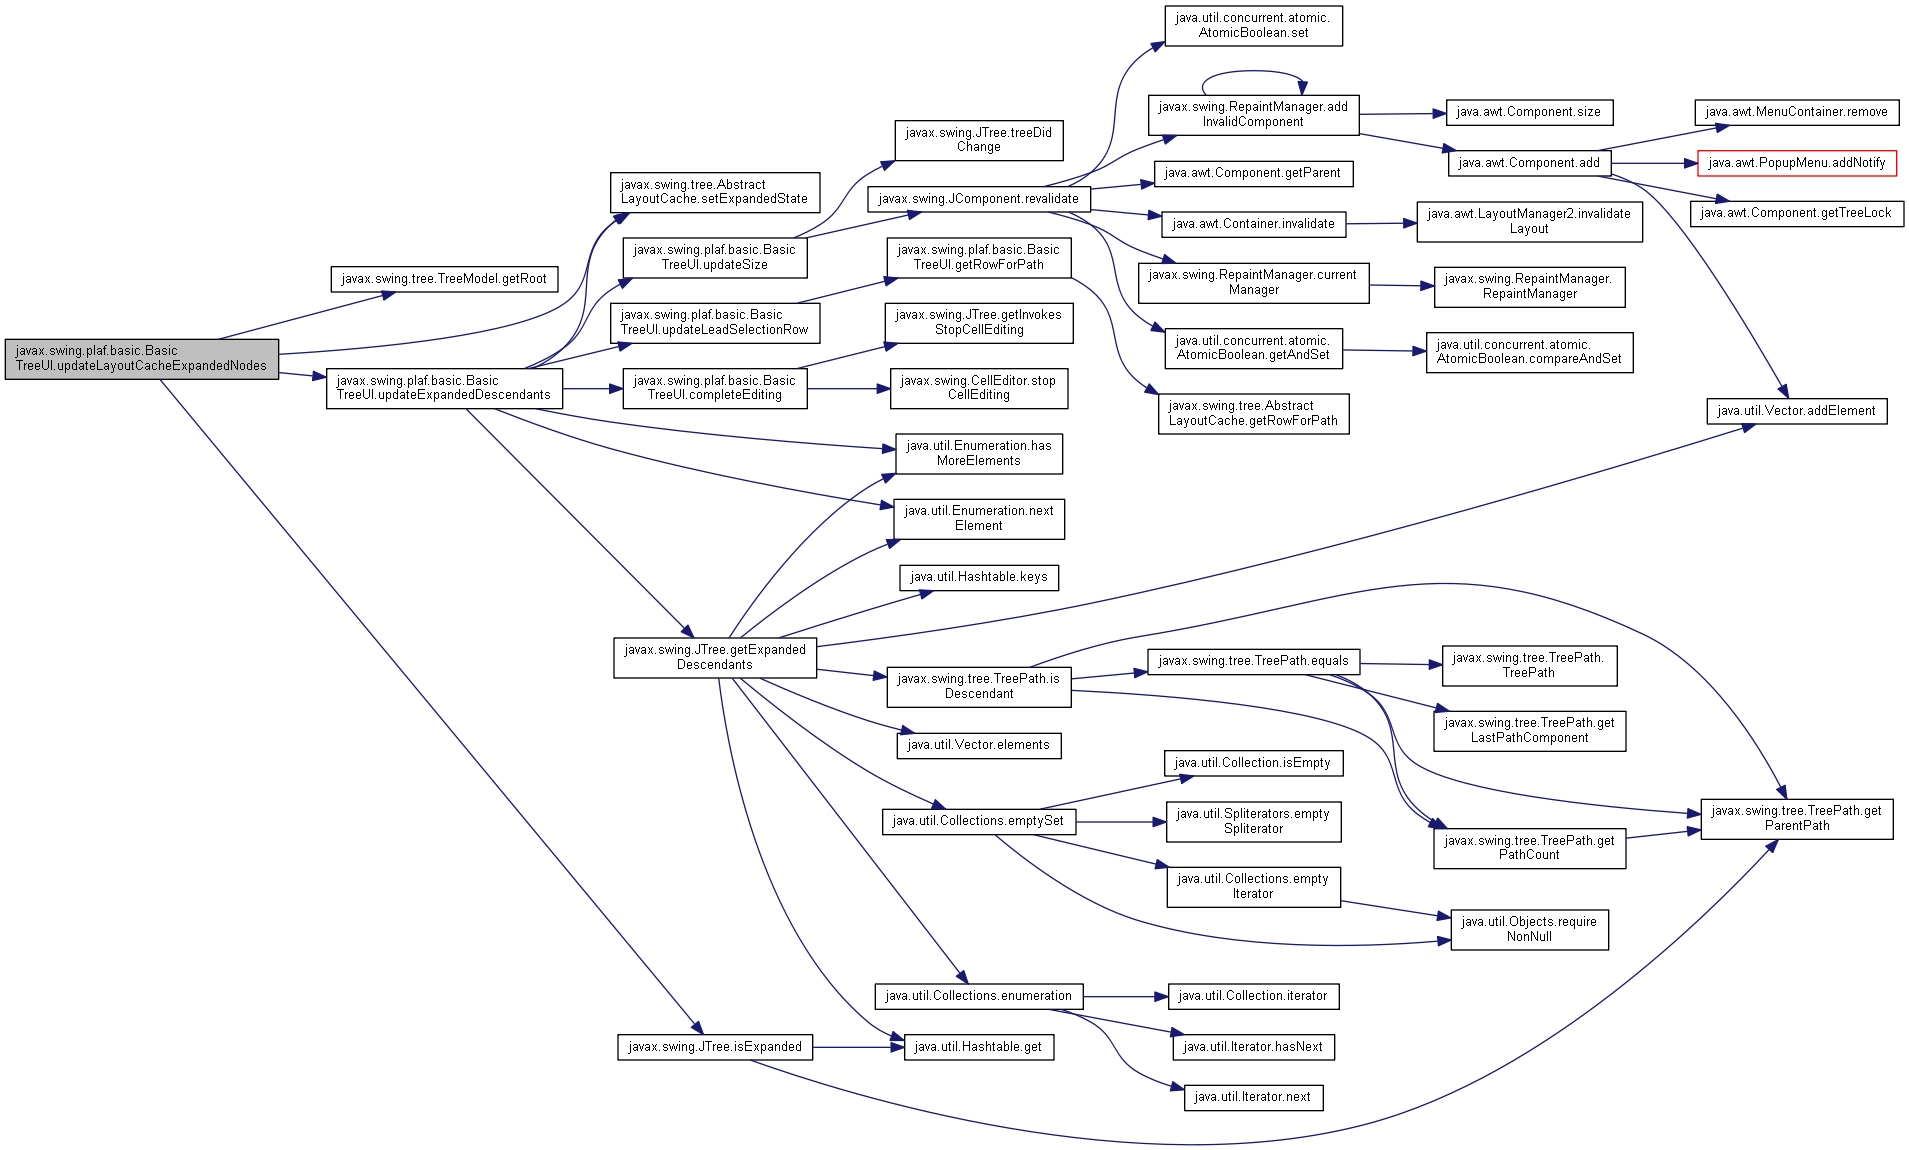 javax.swing.plaf.basic.Basic
TreeUI.updateLayoutCacheExpandedNodes
javax.swing.tree.TreeModel.getRoot
javax.swing.plaf.basic.Basic
TreeUI.updateExpandedDescendants
javax.swing.tree.Abstract
LayoutCache.setExpandedState
javax.swing.plaf.basic.Basic
TreeUI.updateSize
javax.swing.plaf.basic.Basic
TreeUI.updateLeadSelectionRow
javax.swing.plaf.basic.Basic
TreeUI.completeEditing
javax.swing.JTree.getExpanded
Descendants
javax.swing.JTree.isExpanded
javax.swing.JTree.treeDid
Change
javax.swing.JComponent.revalidate
javax.swing.plaf.basic.Basic
TreeUI.getRowForPath
javax.swing.JTree.getInvokes
StopCellEditing
javax.swing.CellEditor.stop
CellEditing
java.util.Enumeration.has
MoreElements
java.util.Enumeration.next
Element
java.util.Hashtable.keys
javax.swing.tree.TreePath.is
Descendant
java.util.Vector.elements
java.util.Collections.emptySet
java.util.Collections.enumeration
java.util.Hashtable.get
java.util.concurrent.atomic.
AtomicBoolean.set
javax.swing.RepaintManager.add
InvalidComponent
java.awt.Component.getParent
java.awt.Container.invalidate
javax.swing.RepaintManager.current
Manager
java.util.concurrent.atomic.
AtomicBoolean.getAndSet
javax.swing.tree.Abstract
LayoutCache.getRowForPath
javax.swing.tree.TreePath.equals
java.util.Collection.isEmpty
java.util.Spliterators.empty
Spliterator
java.util.Collections.empty
Iterator
java.util.Collection.iterator
java.util.Iterator.hasNext
java.util.Iterator.next
java.awt.Component.size
java.awt.Component.add
java.awt.LayoutManager2.invalidate
Layout
javax.swing.RepaintManager.
RepaintManager
java.util.concurrent.atomic.
AtomicBoolean.compareAndSet
javax.swing.tree.TreePath.
TreePath
javax.swing.tree.TreePath.get
LastPathComponent
javax.swing.tree.TreePath.get
PathCount
java.util.Objects.require
NonNull
java.awt.MenuContainer.remove
java.awt.PopupMenu.addNotify
java.awt.Component.getTreeLock
java.util.Vector.addElement
javax.swing.tree.TreePath.get
ParentPath